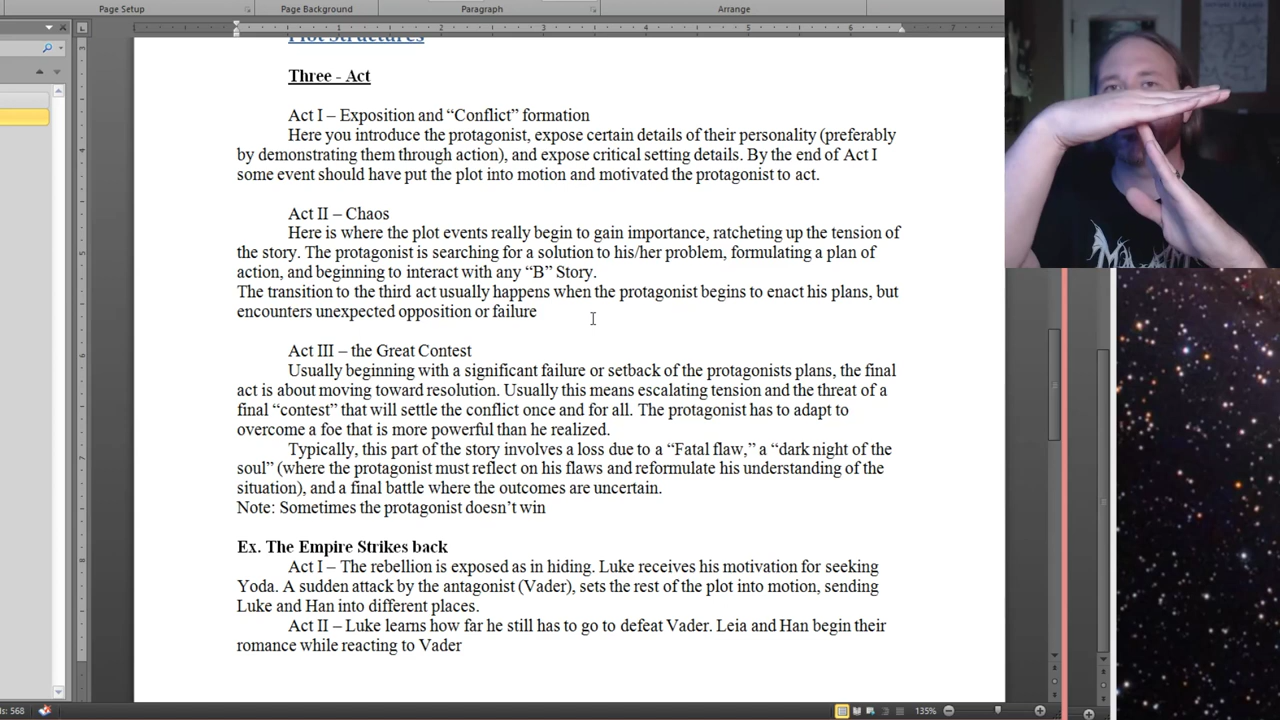 Page Setup
Page Background
Paragraph
Arrange
1 2 3 4 5 6 7
Plot Structures
Three - Act
Act I – Exposition and “Conflict” formation
Here you introduce the protagonist, expose certain details of their personality (preferably
by demonstrating them through action), and expose critical setting details. By the end of Act I
some event should have put the plot into motion and motivated the protagonist to act.
Act II – Chaos
Here is where the plot events really begin to gain importance, ratcheting up the tension of
the story. The protagonist is searching for a solution to his/her problem, formulating a plan of
action, and beginning to interact with any “B” Story.
The transition to the third act usually happens when the protagonist begins to enact his plans, but
encounters unexpected opposition or failure
Act III – the Great Contest
Usually beginning with a significant failure or setback of the protagonists plans, the final
act is about moving toward resolution. Usually this means escalating tension and the threat of a
final “contest” that will settle the conflict once and for all. The protagonist has to adapt to
overcome a foe that is more powerful than he realized.
Typically, this part of the story involves a loss due to a “Fatal flaw,” a “dark night of the
soul” (where the protagonist must reflect on his flaws and reformulate his understanding of the
situation), and a final battle where the outcomes are uncertain.
Note: Sometimes the protagonist doesn’t win
Ex. The Empire Strikes back
Act I – The rebellion is exposed as in hiding. Luke receives his motivation for seeking
Yoda. A sudden attack by the antagonist (Vader), sets the rest of the plot into motion, sending
Luke and Han into different places.
Act II – Luke learns how far he still has to go to defeat Vader. Leia and Han begin their
romance while reacting to Vader
s: 568
135%